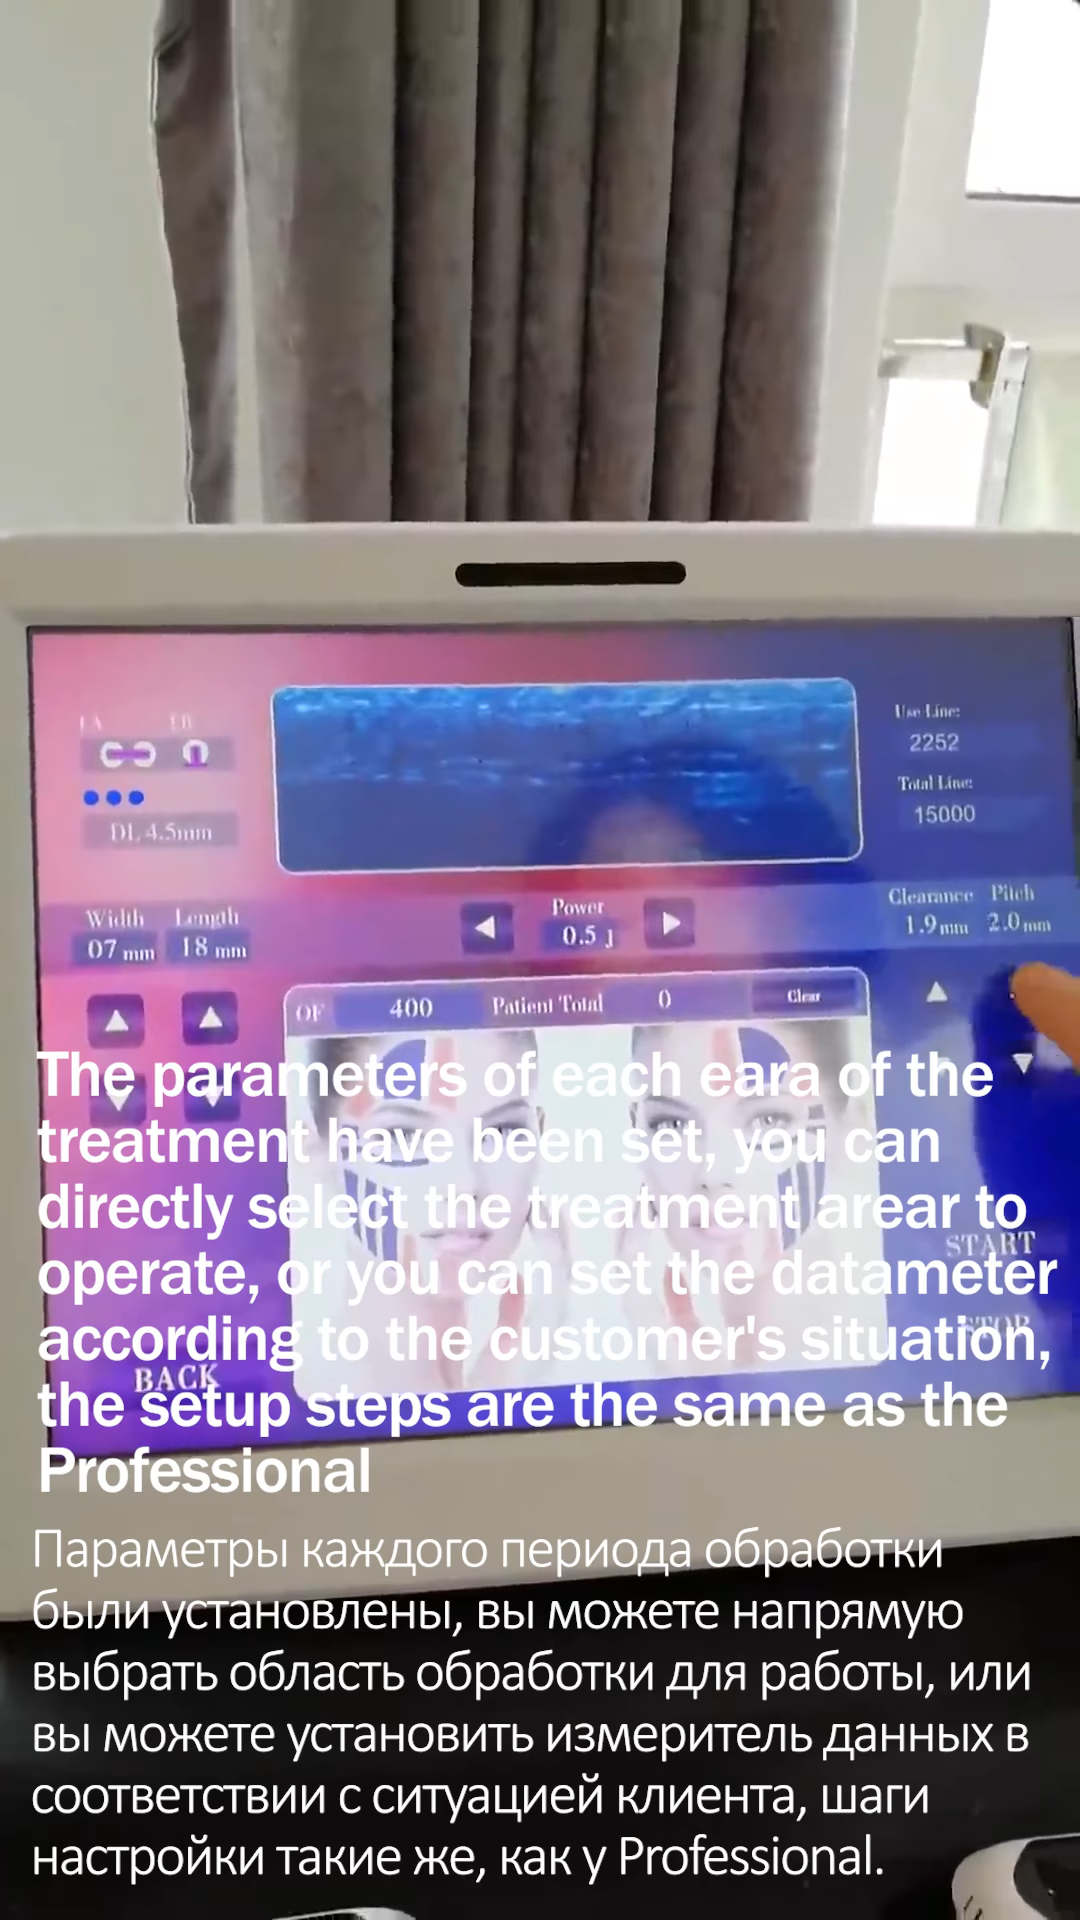 DL 4.5mm
Width Length
07 mm 18 mm
Power
0.5 J
Use Line:
2252
Total Line:
15000
Clearance Pitch
1.9mm 2.0mm
OF 400 Patient Total 0 Clear
START
STOP
BACK
The parameters of each eara of the
treatment have been set, you can
directly select the treatment arear to
operate, or you can set the datameter
according to the customer's situation,
the setup steps are the same as the
Professional
Параметры каждого периода обработки
были установлены, вы можете напрямую
выбрать область обработки для работы, или
вы можете установить измеритель данных в
соответствии с ситуацией клиента, шаги
настройки такие же, как у Professional.